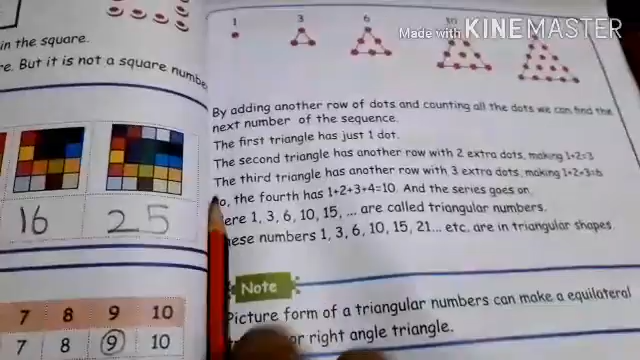 in the square.
re. But it is not a square numbe
16 25
7 8 9 10
7 8 9 10
1 3 6 10
Made with KINEMASTER
By adding another row of dots and counting all the dots we can find the
next number of the sequence.
The first triangle has just 1 dot.
The second triangle has another row with 2 extra dots, making 1+2=3
The third triangle has another row with 3 extra dots, making 1+2+3=6
o, the fourth has 1+2+3+4=10. And the series goes on
ere 1, 3, 6, 10, 15, ... are called triangular numbers.
hese numbers 1, 3, 6, 10, 15, 21... etc. are in triangular shapes
Note
Picture form of a triangular numbers can make a equilateral
or right angle triangle.